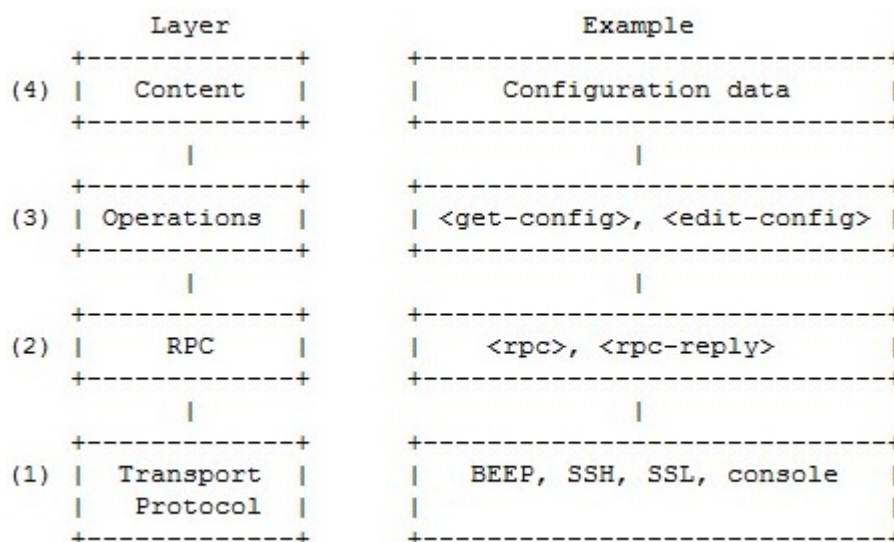 Layer Example
+-------------+ +-----------------------------+
(4) | Content | | Configuration data |
+-------------+ +-----------------------------+
| |
+-------------+ +-----------------------------+
(3) | Operations | | <get-config>, <edit-config> |
+-------------+ +-----------------------------+
| |
+-------------+ +-----------------------------+
(2) | RPC | | <rpc>, <rpc-reply> |
+-------------+ +-----------------------------+
| |
+-------------+ +-----------------------------+
(1) | Transport | | BEEP, SSH, SSL, console |
| Protocol | | |
+-------------+ +-----------------------------+